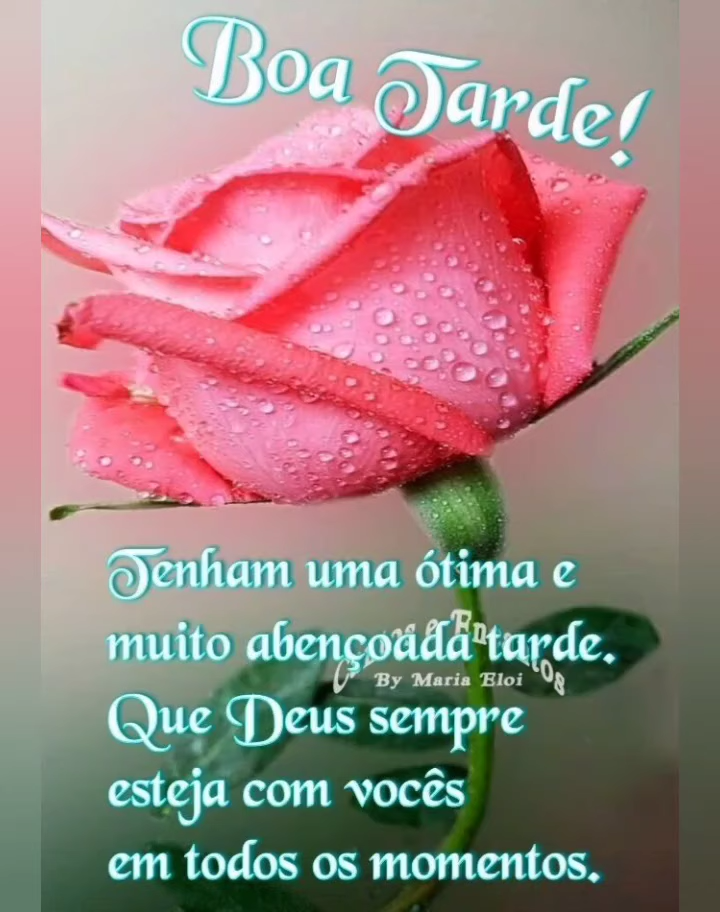 Boa Tarde!
Tenham uma ótima e
muito abençoada tarde.
By Maria Eloi
Que Deus sempre
esteja com vocês
em todos os momentos.